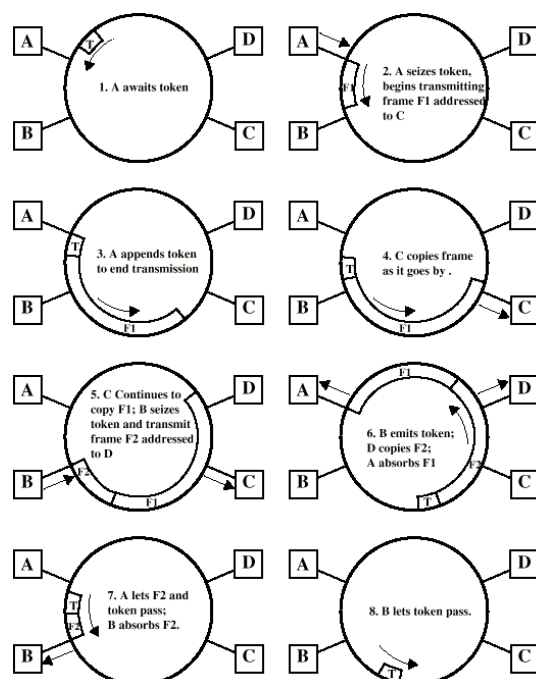 A
T
D
1. A awaits token
B
C
A
D
2. A seizes token,
begins transmitting
frame F1 addressed
to C
F1
B
C
A
D
T
3. A appends token
to end transmission
B
C
F1
A
D
4. C copies frame
as it goes by .
T
B
C
F1
A
D
5. C Continues to
copy F1; B seizes
token and transmit
frame F2 addressed
to D
B
F2
C
F1
F1
A
D
6. B emits token;
D copies F2;
A absorbs F1
F2
B
C
T
A
D
7. A lets F2 and
token pass;
B absorbs F2.
T
F2
B
C
A
D
8. B lets token pass.
B
C
T